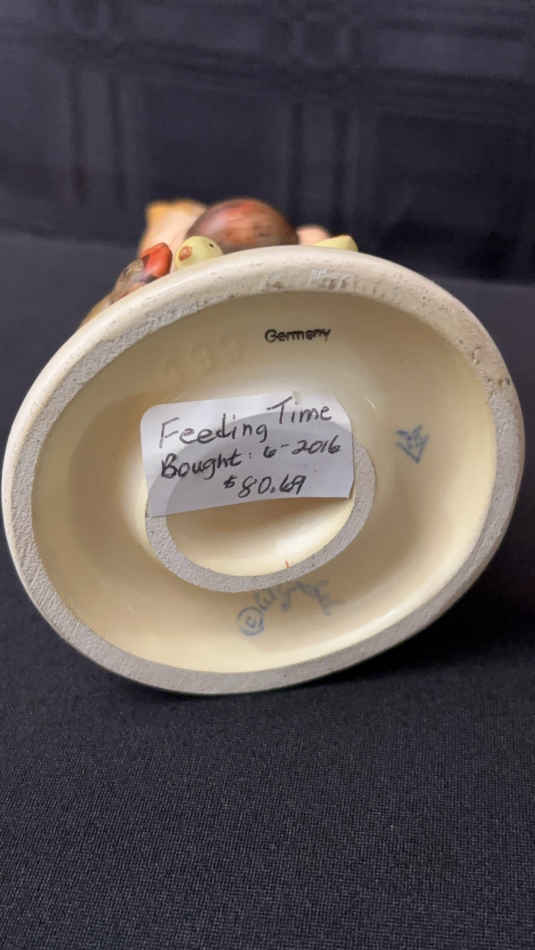 Germany
Feeding Time
Bought: 6-2016
$80.69
©